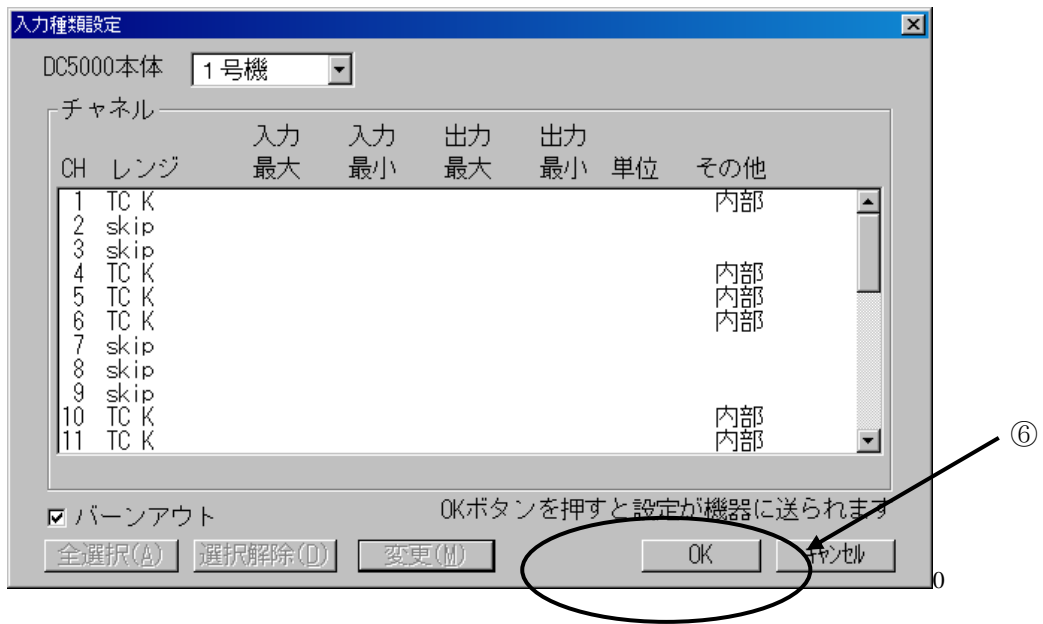 入力種類設定
DC5000本体 1号機
チャネル
入力 入力 出力 出力
CH レンジ 最大 最小 最大 最小 単位 その他
1 TC K 内部
2 skip
3 skip
4 TC K 内部
5 TC K 内部
6 TC K 内部
7 skip
8 skip
9 skip
10 TC K 内部
11 TC K 内部
⑥
バーンアウト OKボタンを押すと設定が機器に送られます
全選択(A) 選択解除(D) 変更(M) OK キャンセル
0